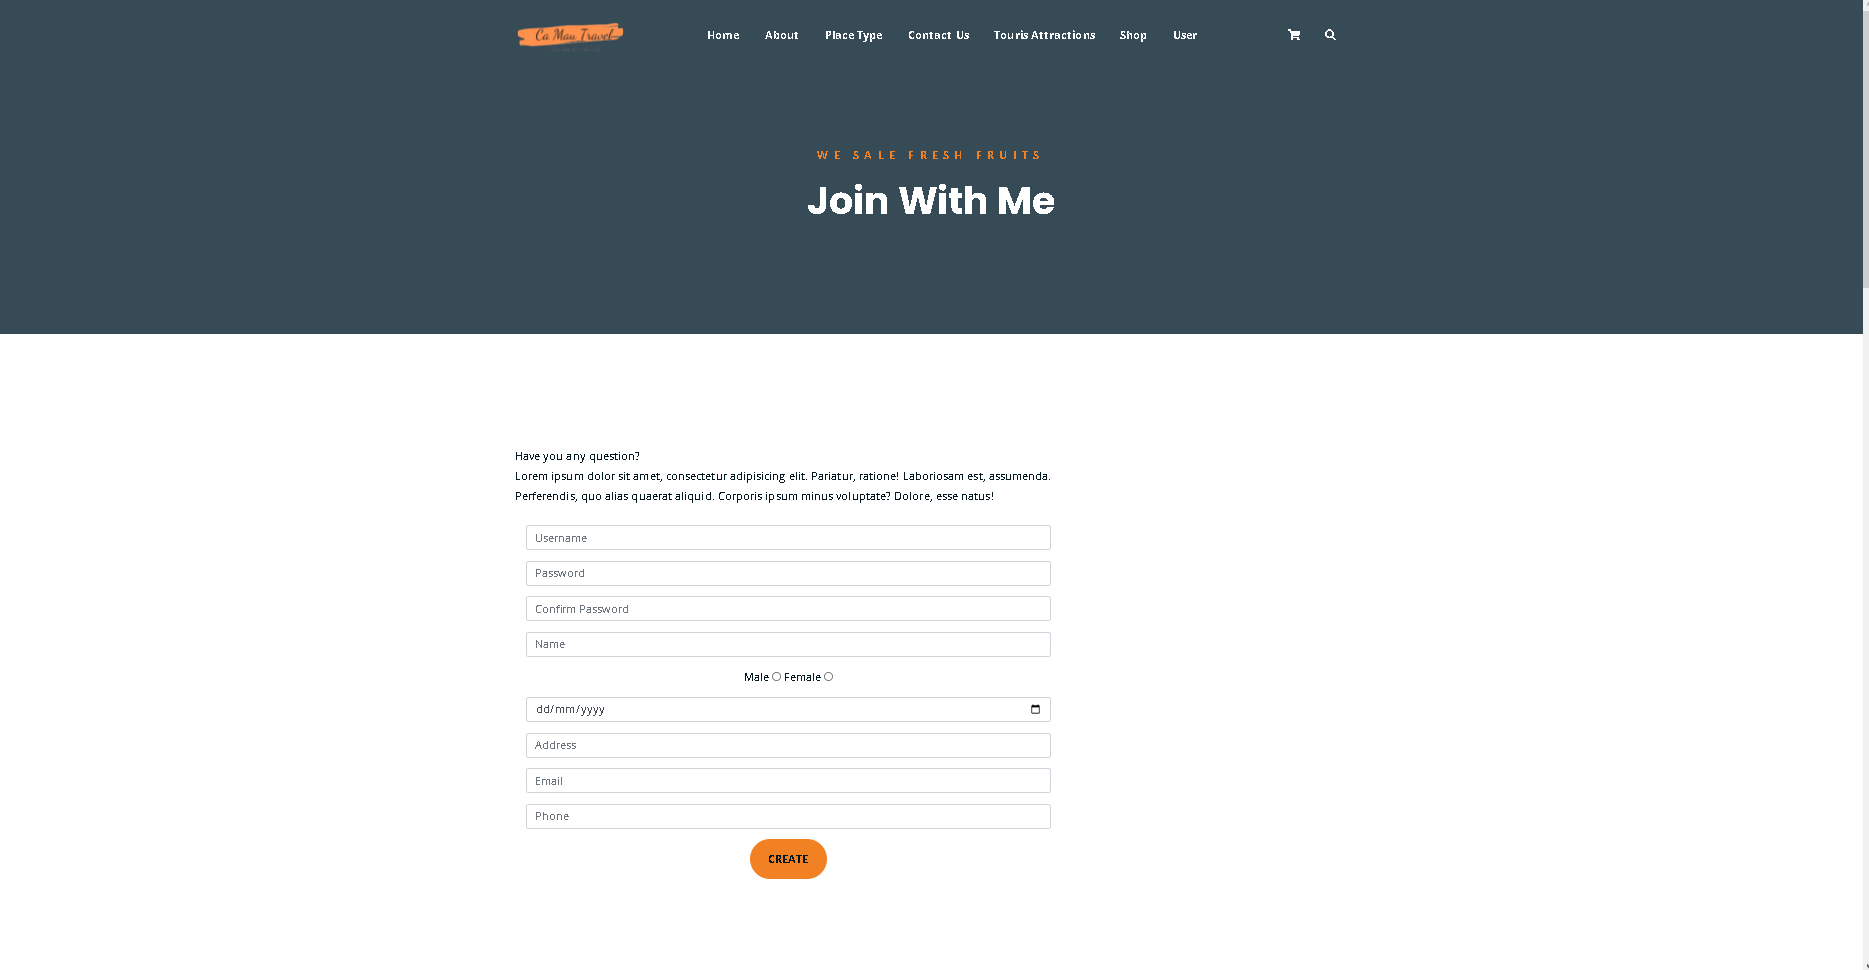 Ca Mau Travel
Home About Place Type Contact Us Touris Attractions Shop User
WE SALE FRESH FRUITS
Join With Me
Have you any question?
Lorem ipsum dolor sit amet, consectetur adipisicing elit. Pariatur, ratione! Laboriosam est, assumenda.
Perferendis, quo alias quaerat aliquid. Corporis ipsum minus voluptate? Dolore, esse natus!
Username
Password
Confirm Password
Name
Male Female
dd/mm/yyyy
Address
Email
Phone
CREATE